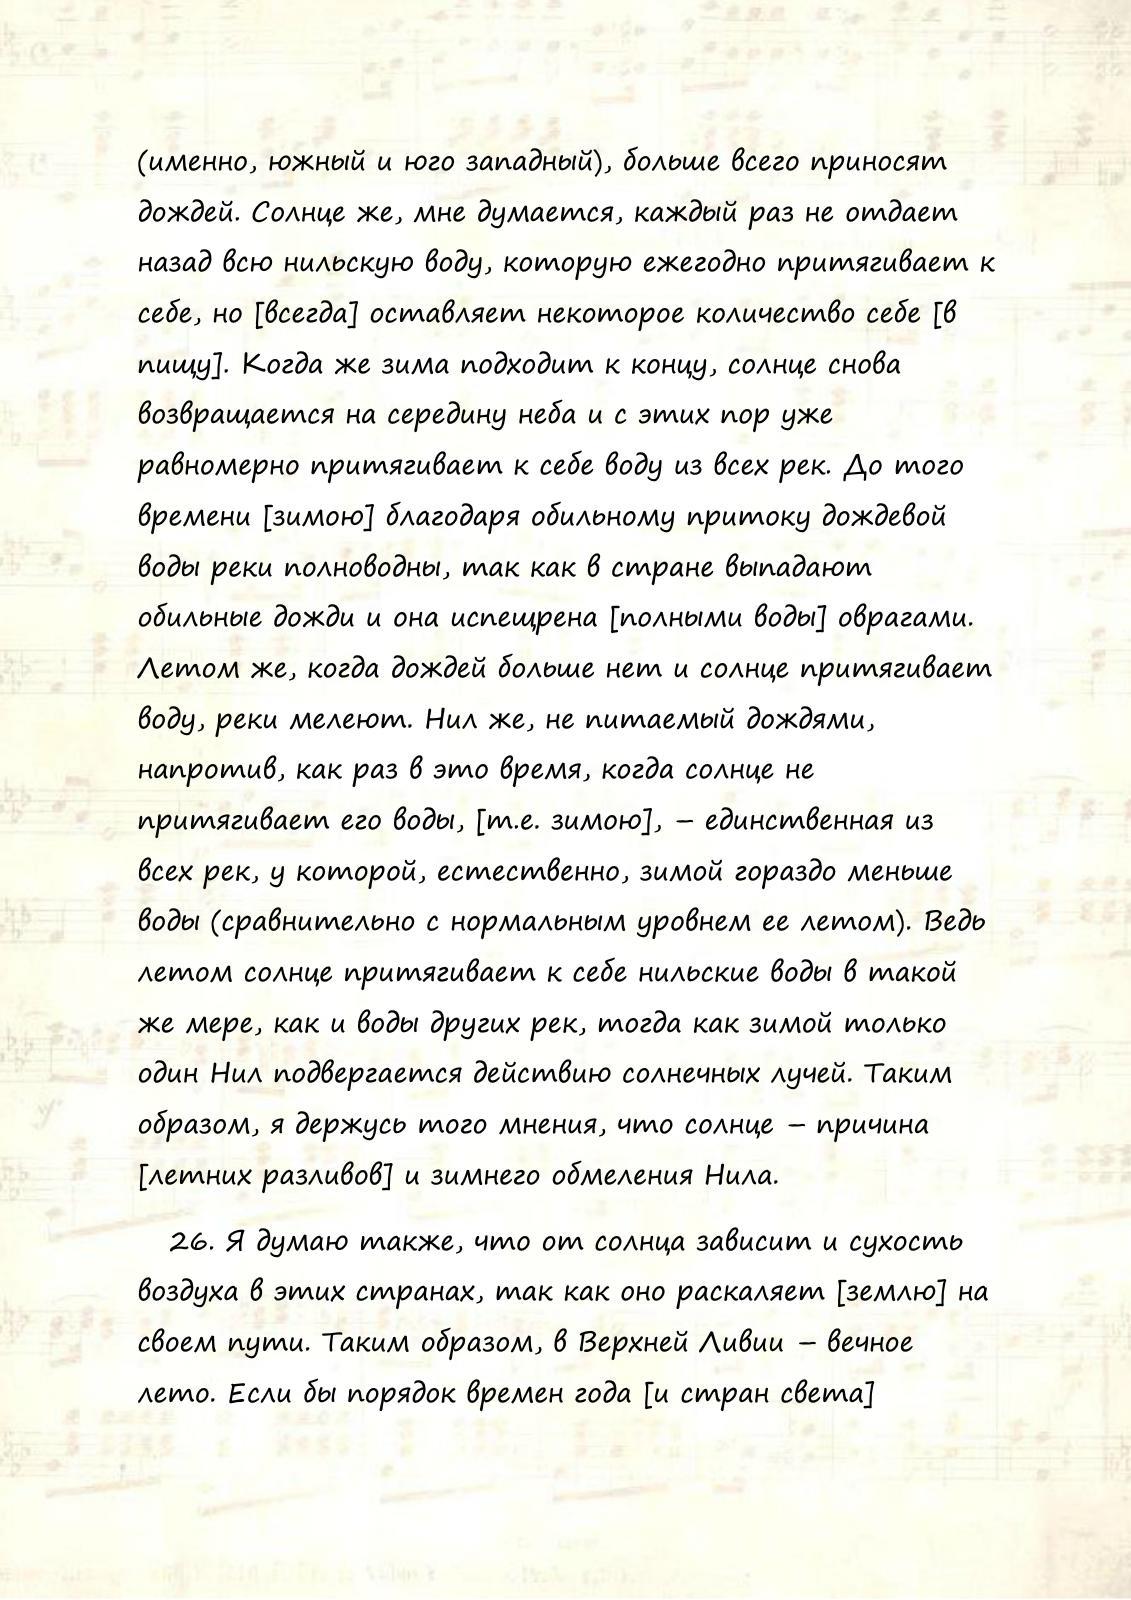 (именно, южный и юго западный), больше всего приносят
дождей. Солнце же, мне думается, каждый раз не отдает
назад всю нильскую воду, которую ежегодно притягивает к
себе, но [всегда] оставляет некоторое количество себе [в
пищу]. Когда же зима подходит к концу, солнце снова
возвращается на середину неба и с этих пор уже
равномерно притягивает к себе воду из всех рек. До того
времени [зимою] благодаря обильному притоку дождевой
воды реки полноводны, так как в стране выпадают
обильные дожди и она испещрена [полными воды] оврагами.
Летом же, когда дождей больше нет и солнце притягивает
воду, реки мелеют. Нил же, не питаемый дождями,
напротив, как раз в это время, когда солнце не
притягивает его воды, [т.е. зимою], – единственная из
всех рек, у которой, естественно, зимой гораздо меньше
воды (сравнительно с нормальным уровнем ее летом). Ведь
летом солнце притягивает к себе нильские воды в такой
же мере, как и воды других рек, тогда как зимой только
один Нил подвергается действию солнечных лучей. Таким
образом, я держусь того мнения, что солнце – причина
[летних разливов] и зимнего обмеления Нила.
26. Я думаю также, что от солнца зависит и сухость
воздуха в этих странах, так как оно раскаляет [землю] на
своем пути. Таким образом, в Верхней Ливии – вечное
лето. Если бы порядок времен года [и стран света]